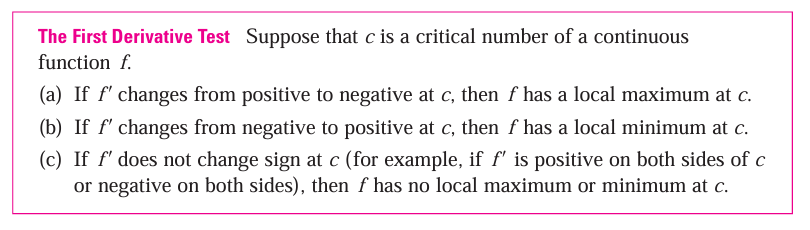 The First Derivative Test Suppose that c is a critical number of a continuous
function f.
(a) If f′ changes from positive to negative at c, then f has a local maximum at c.
(b) If f′ changes from negative to positive at c, then f has a local minimum at c.
(c) If f′ does not change sign at c (for example, if f′ is positive on both sides of c
or negative on both sides), then f has no local maximum or minimum at c.